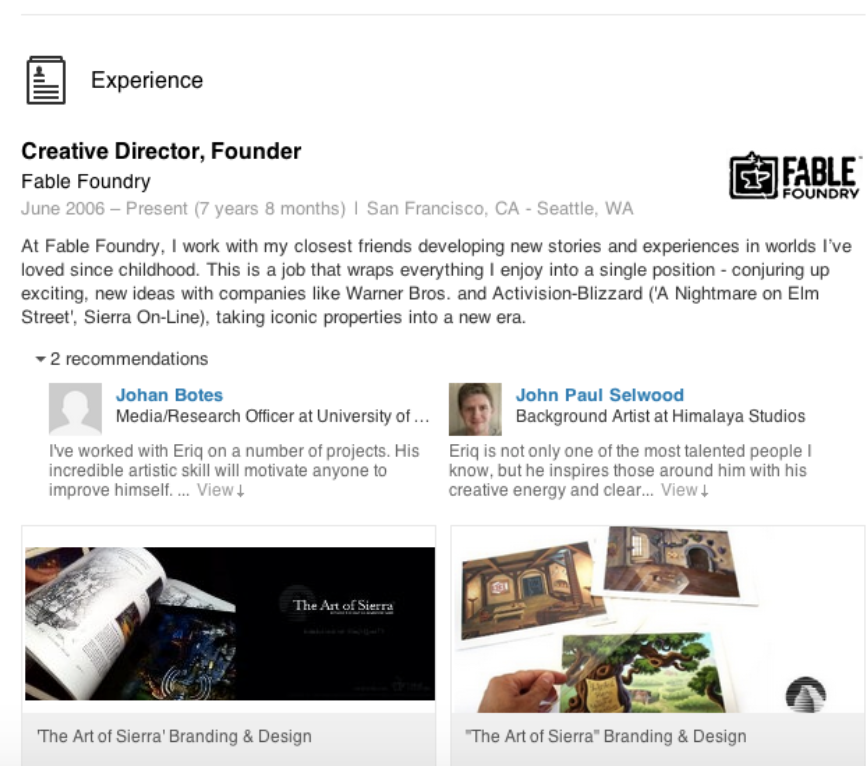 Experience
Creative Director, Founder
Fable Foundry
FABLE
FOUNDRY
June 2006 – Present (7 years 8 months) | San Francisco, CA - Seattle, WA
At Fable Foundry, I work with my closest friends developing new stories and experiences in worlds I've
loved since childhood. This is a job that wraps everything I enjoy into a single position - conjuring up
exciting, new ideas with companies like Warner Bros. and Activision-Blizzard ('A Nightmare on Elm
Street', Sierra On-Line), taking iconic properties into a new era.
2 recommendations
Johan Botes
Media/Research Officer at University of ...
I've worked with Eriq on a number of projects. His
incredible artistic skill will motivate anyone to
improve himself. ... View↓
John Paul Selwood
Background Artist at Himalaya Studios
Eriq is not only one of the most talented people I
know, but he inspires those around him with his
creative energy and clear... View↓
The Art of Sierra
'The Art of Sierra' Branding & Design
"The Art of Sierra" Branding & Design